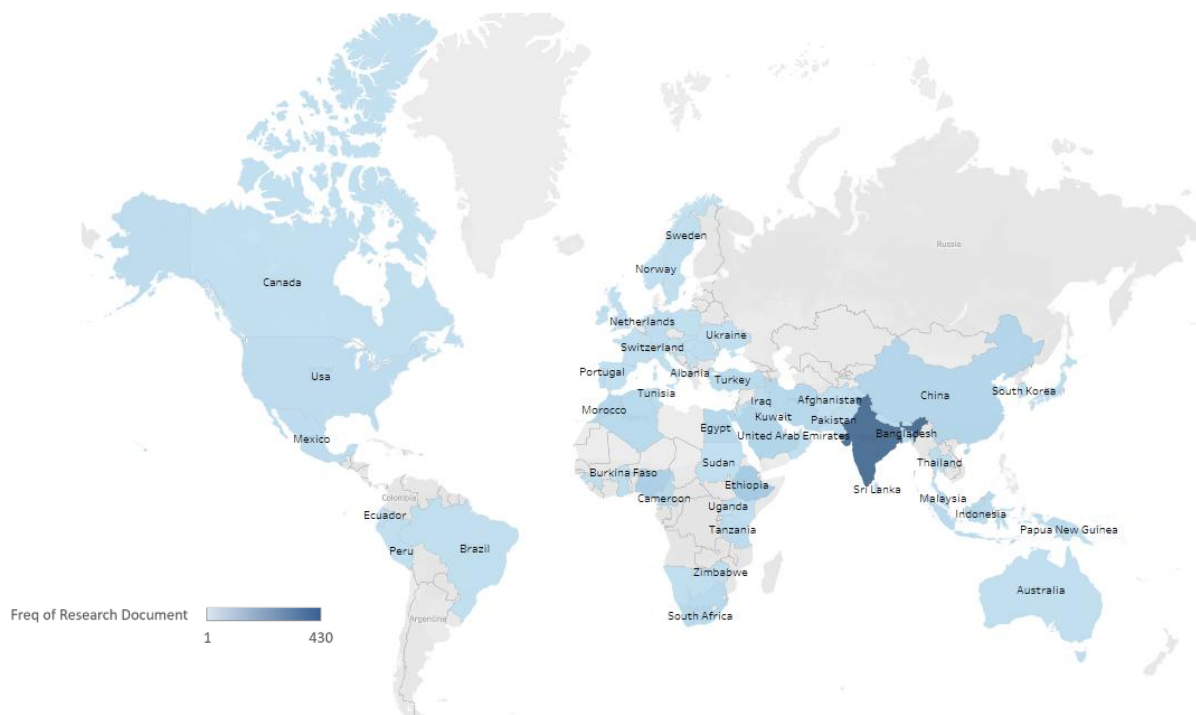 Sweden
Russia
Norway
Canada
Netherlands
Ukraine
Switzerland
Portugal
Albania
Turkey
Usa
Tunisia
Iraq
Afghanistan
China
South Korea
Morocco
Kuwait
Pakistan
Egypt
United Arab Emirates
Bangladesh
Mexico
Sudan
Thailand
Burkina Faso
Ethiopia
Sri Lanka
Colombia
Cameroon
Malaysia
Ecuador
Uganda
Indonesia
Tanzania
Papua New Guinea
Peru
Brazil
Zimbabwe
Australia
South Africa
Argentina
Freq of Research Document
1 430